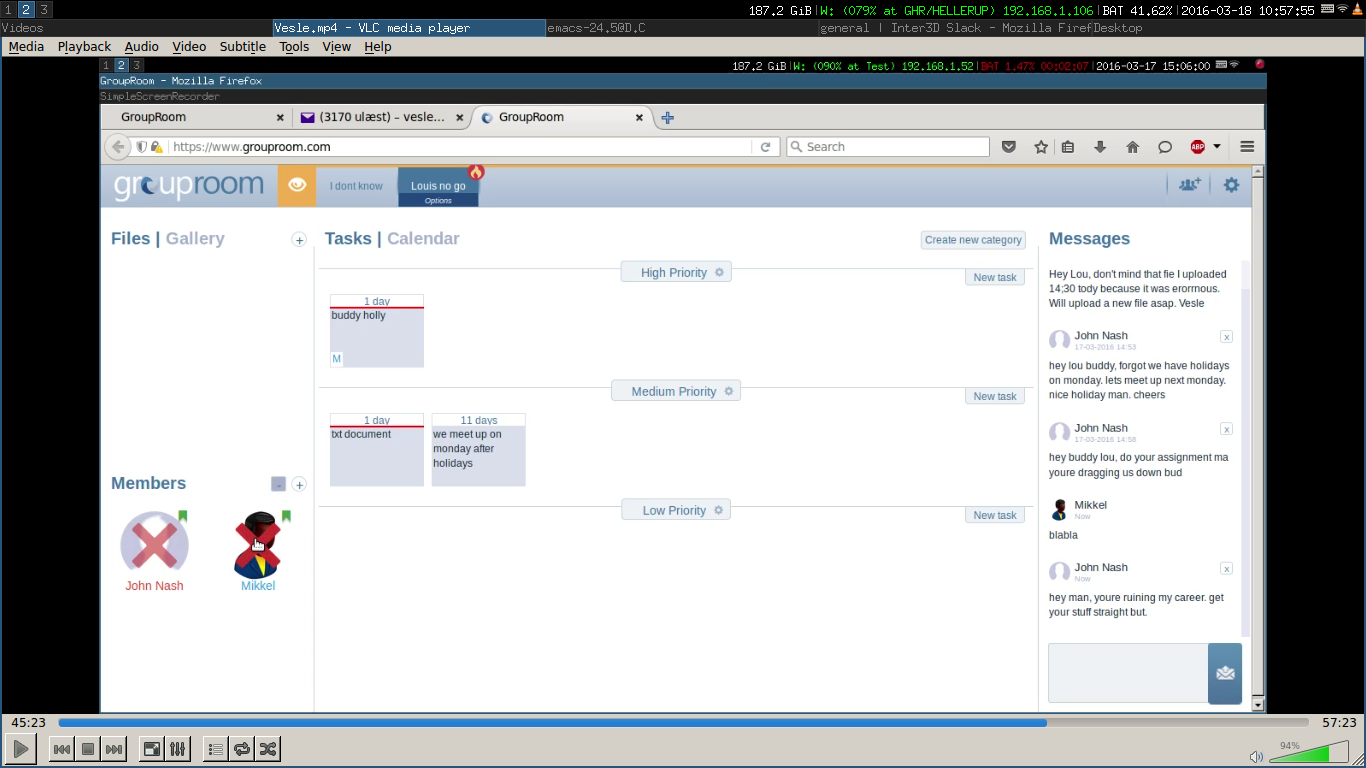 1 2 3
187.2 GiB|W: (079% at GHR/HELLERUP) 192.168.1.106|BAT 41.62%|2016-03-18 10:57:55
Videos
Vesle.mp4 - VLC media player
emacs-24.5@D.C
general | Inter3D Slack - Mozilla Firef
Desktop
Media Playback Audio Video Subtitle Tools View Help
1 2 3
187.2 GiB|W: (090% at Test) 192.168.1.52|BAT 1.47% 00:02:07|2016-03-17 15:06:00
GroupRoom - Mozilla Firefox
SimpleScreenRecorder
GroupRoom ×
(3170 ulæst) – vesle... ×
GroupRoom ×
https://www.grouproom.com
Search
ABP
grouproom
I dont know
Louis no go
Options
Files | Gallery
+
Tasks | Calendar
Create new category
Messages
High Priority
New task
1 day
buddy holly
M
Medium Priority
New task
1 day
txt document
11 days
we meet up on
monday after
holidays
Low Priority
New task
Members
- +
John Nash
Mikkel
Hey Lou, don't mind that fie I uploaded
14;30 tody because it was erormous.
Will upload a new file asap. Vesle
John Nash
x
17-03-2016 14:53
hey lou buddy, forgot we have holidays
on monday. lets meet up next monday.
nice holiday man. cheers
John Nash
x
17-03-2016 14:58
hey buddy lou, do your assignment ma
youre dragging us down bud
Mikkel
Now
blabla
John Nash
x
Now
hey man, youre ruining my career. get
your stuff straight but.
45:23
57:23
94%